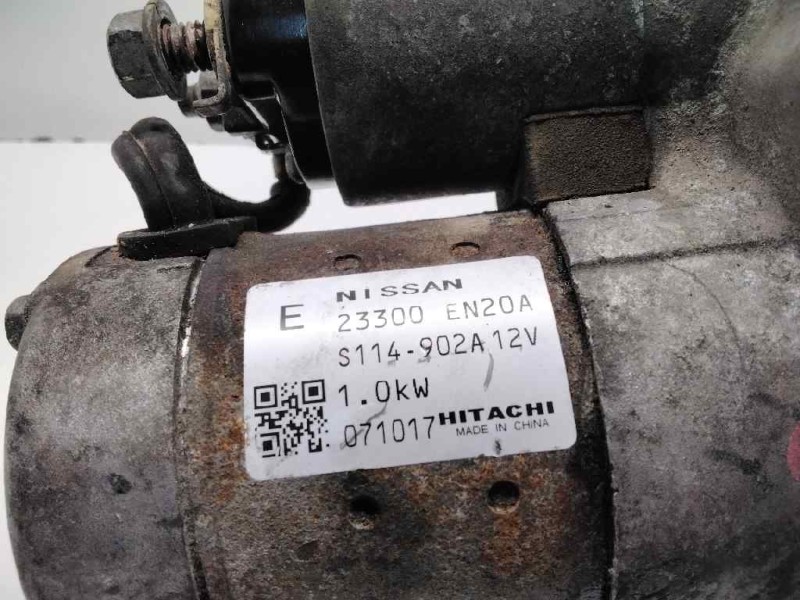 E NISSAN
23300 EN20A
S114-902A 12V
1.0kW
071017 HITACHI
MADE IN CHINA